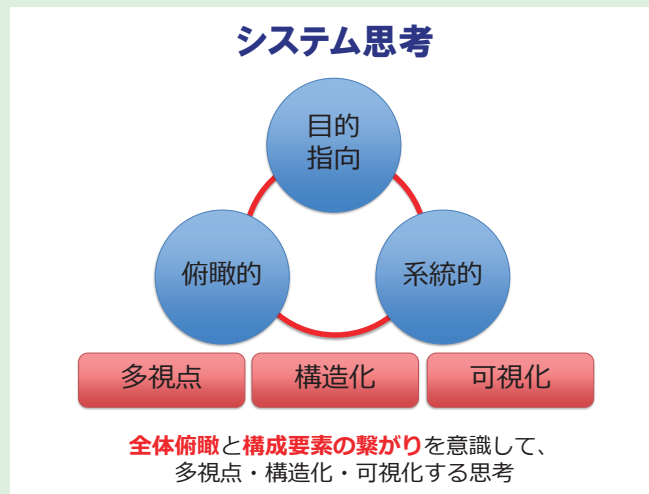 システム思考
目的
指向
俯瞰的
系統的
多視点
構造化
可視化
全体俯瞰と構成要素の繋がりを意識して、
多視点・構造化・可視化する思考